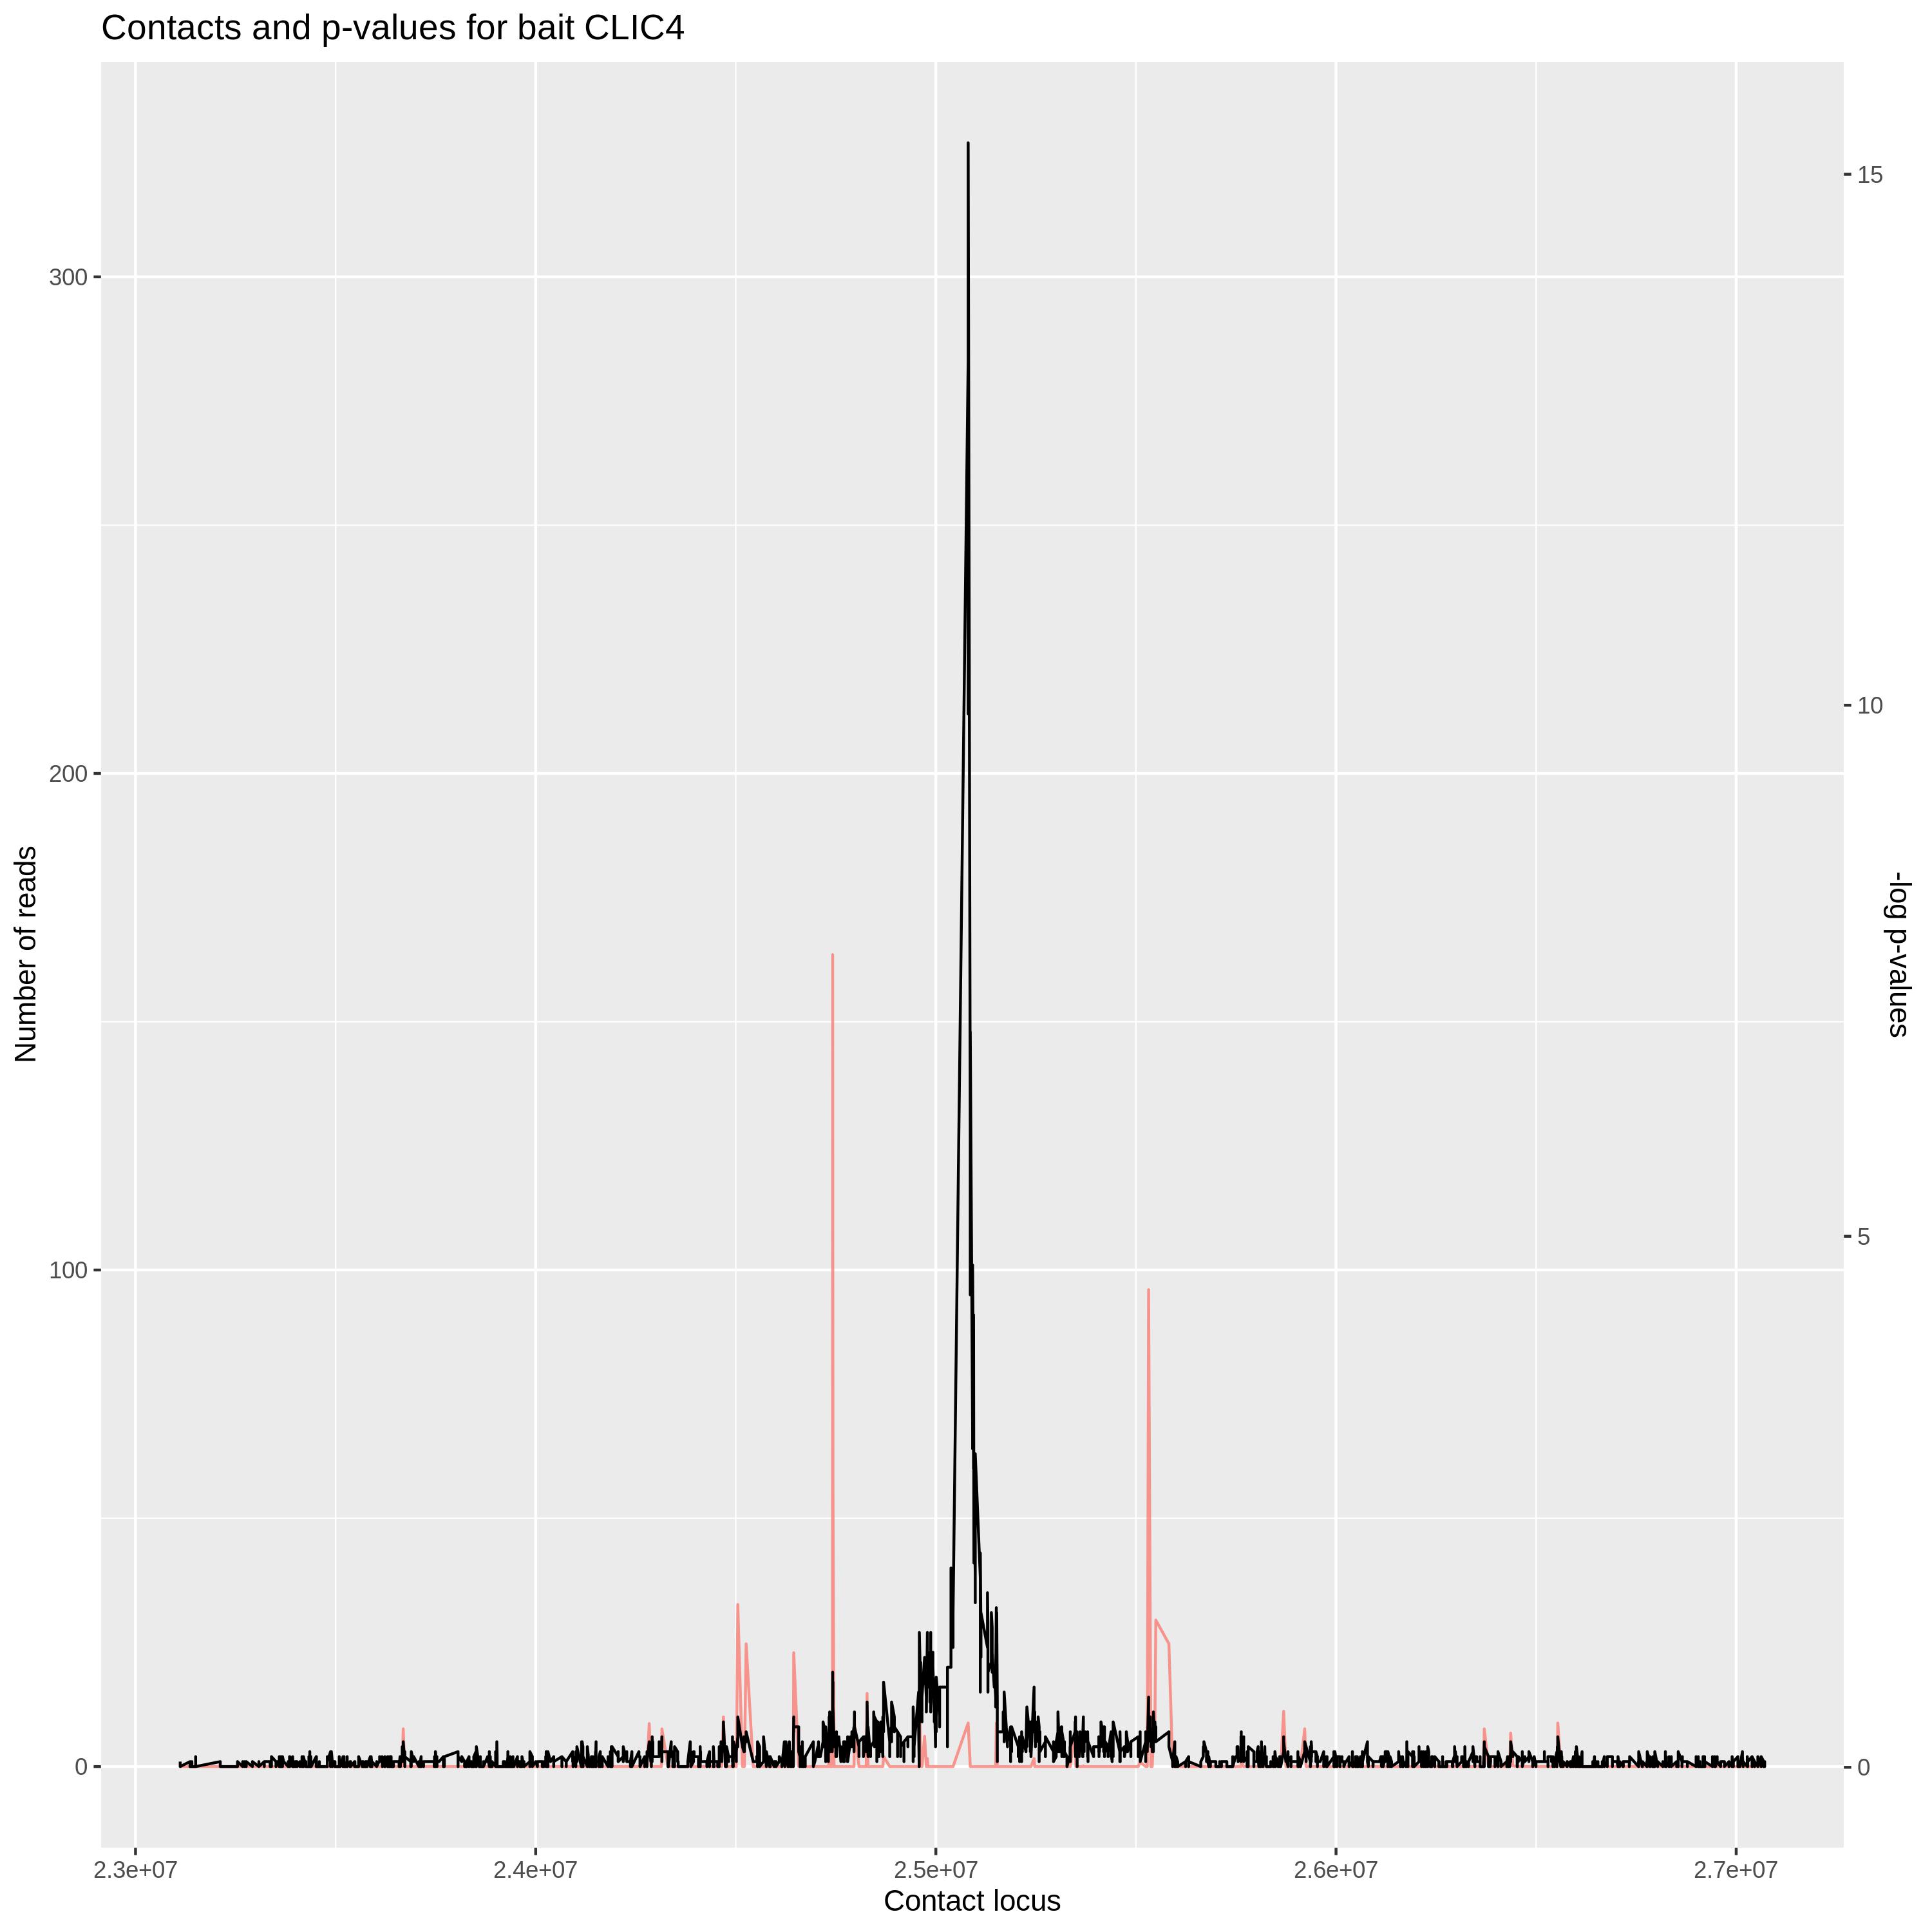 Contacts and p-values for bait CLIC4
300
200
100
0
15
10
5
0
Number of reads
-log p-values
2.3e+07
2.4e+07
2.5e+07
2.6e+07
2.7e+07
Contact locus